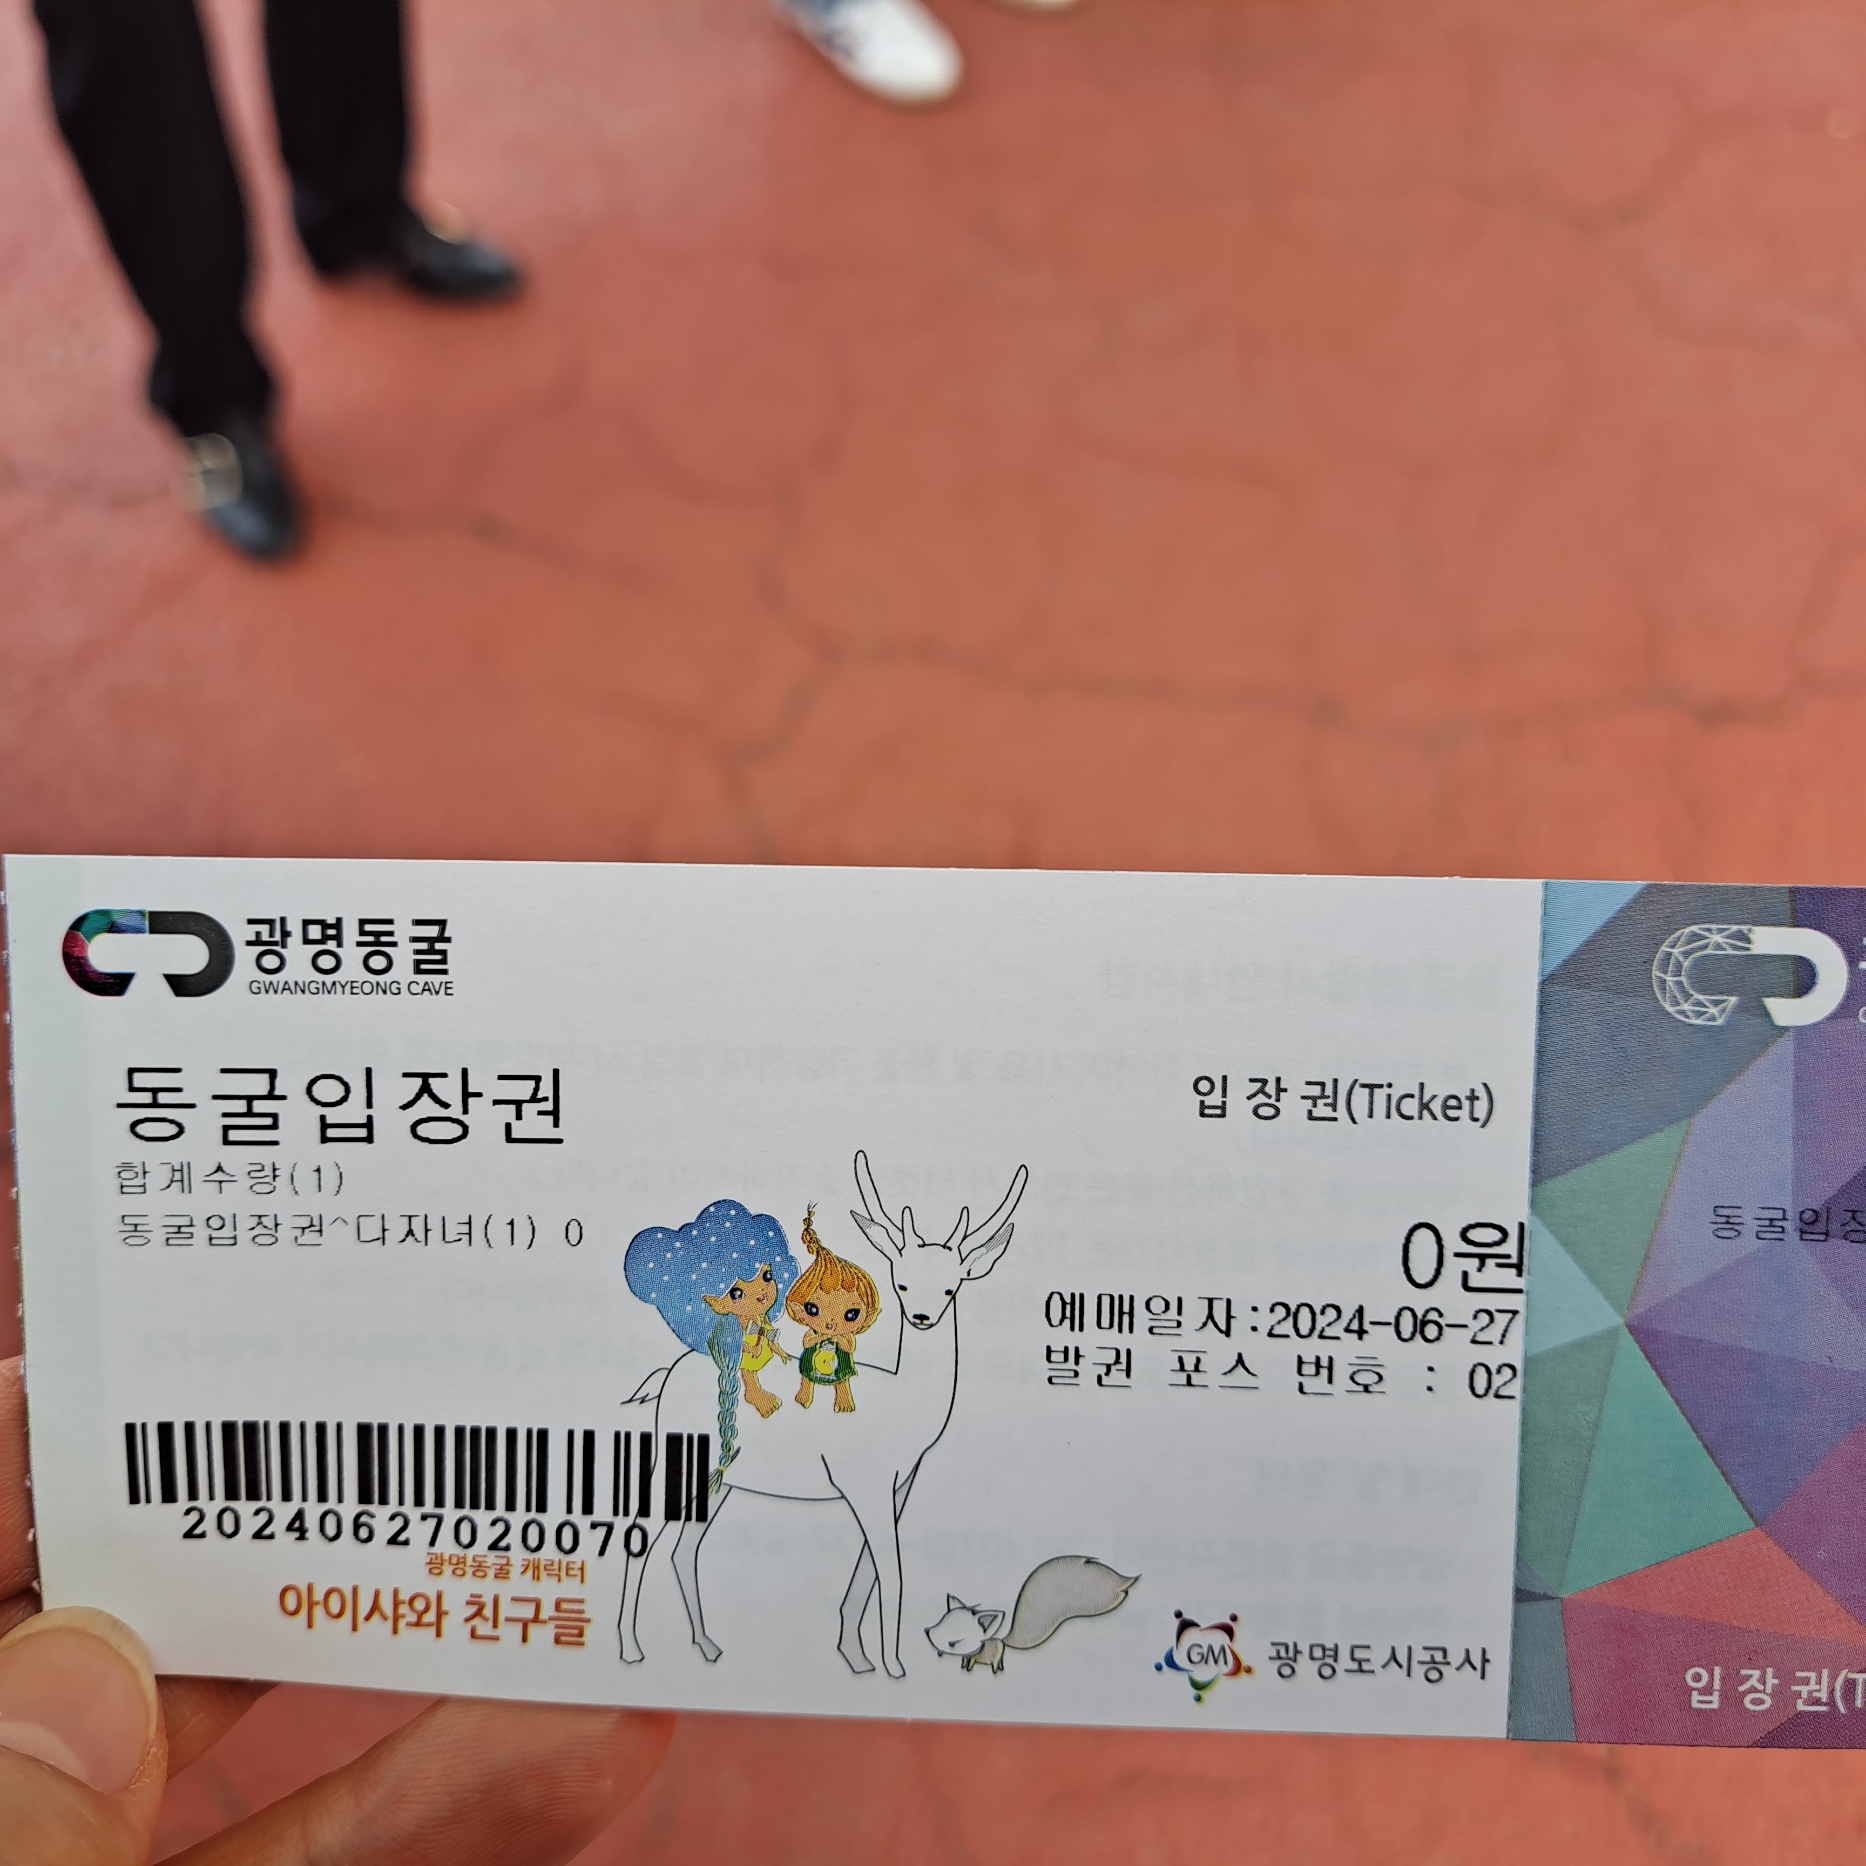 광명동굴
GWANGMYEONG CAVE
동굴입장권
합계수량(1)
동굴입장권^다자녀(1) 0
입장권(Ticket)
0원
예매일자:2024-06-27
발권 포스 번호 : 02
20240627020070
광명동굴 캐릭터
아이샤와 친구들
GM 광명도시공사
동굴입장
입장권(T